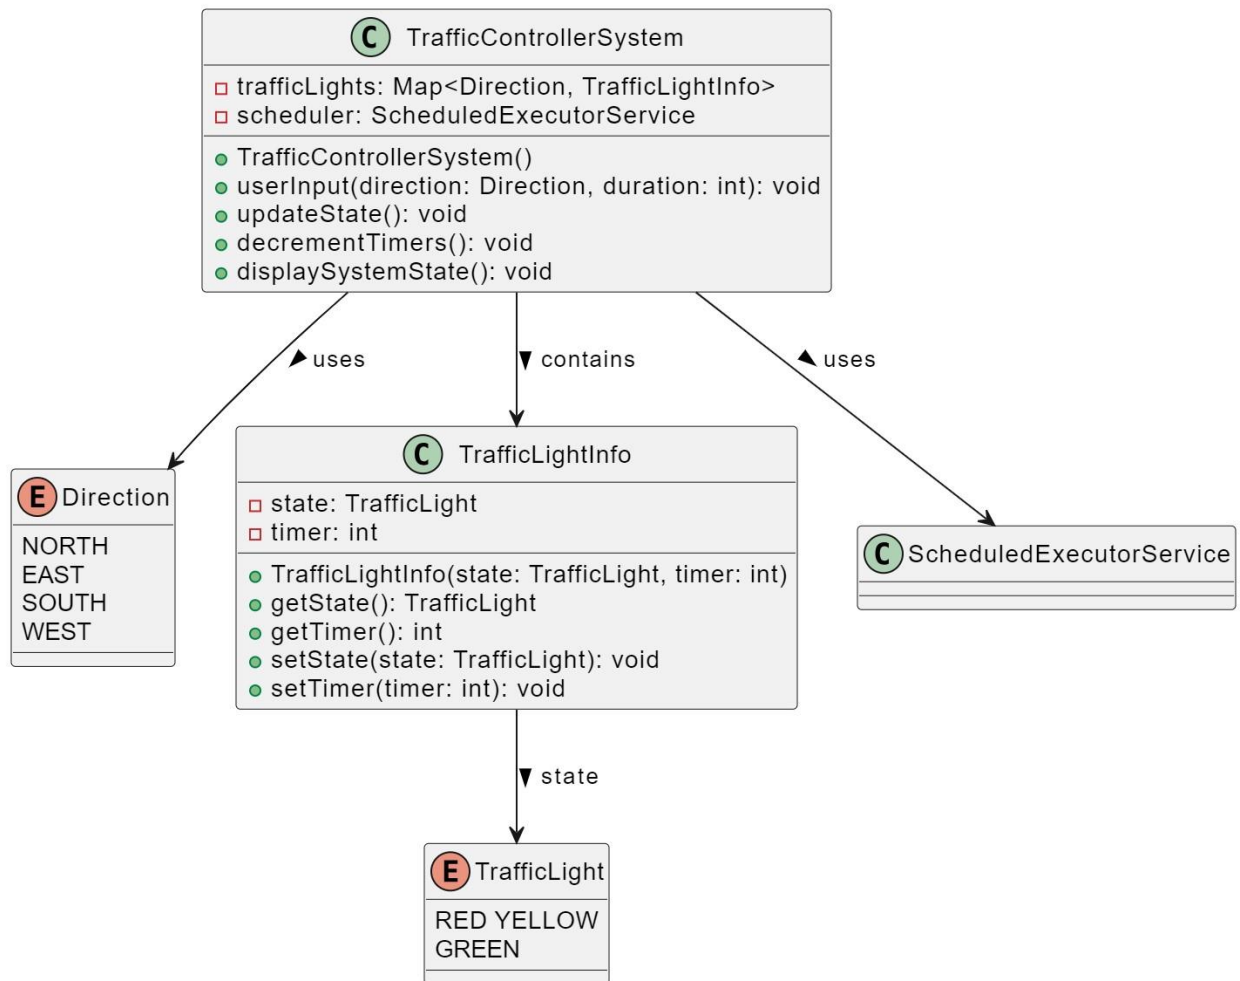 C TrafficControllerSystem
trafficLights: Map<Direction, TrafficLightInfo>
scheduler: ScheduledExecutorService
TrafficControllerSystem()
userInput(direction: Direction, duration: int): void
updateState(): void
decrementTimers(): void
displaySystemState(): void
uses
contains
uses
C TrafficLightInfo
state: TrafficLight
timer: int
TrafficLightInfo(state: TrafficLight, timer: int)
getState(): TrafficLight
getTimer(): int
setState(state: TrafficLight): void
setTimer(timer: int): void
E Direction
NORTH
EAST
SOUTH
WEST
C ScheduledExecutorService
state
E TrafficLight
RED YELLOW
GREEN